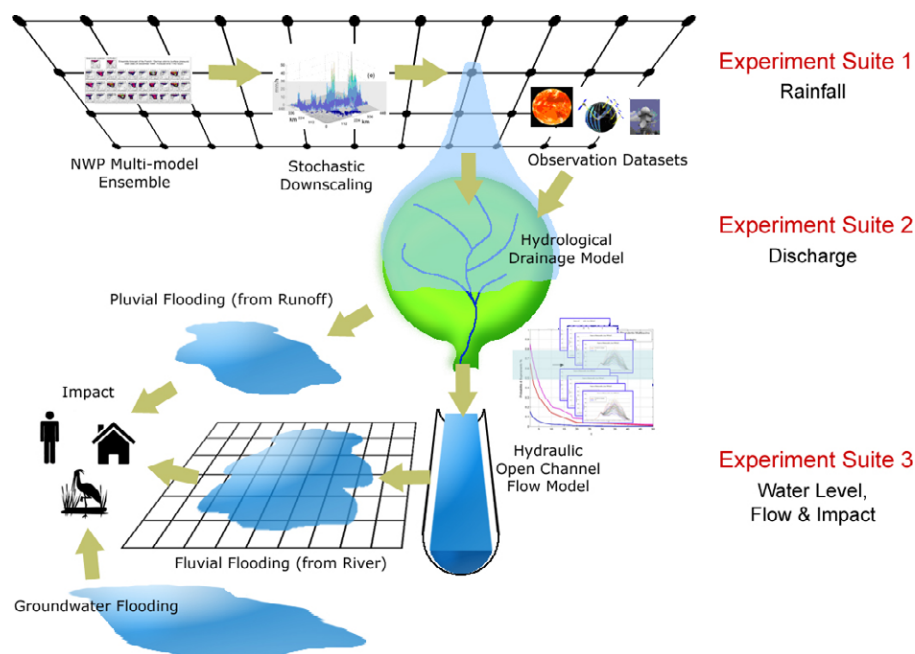 Experiment Suite 1
Rainfall
NWP Multi-model
Ensemble
Stochastic
Downscaling
Observation Datasets
Experiment Suite 2
Discharge
Hydrological
Drainage Model
Pluvial Flooding (from Runoff)
Impact
Hydraulic
Open Channel
Flow Model
Experiment Suite 3
Water Level,
Flow & Impact
Fluvial Flooding (from River)
Groundwater Flooding